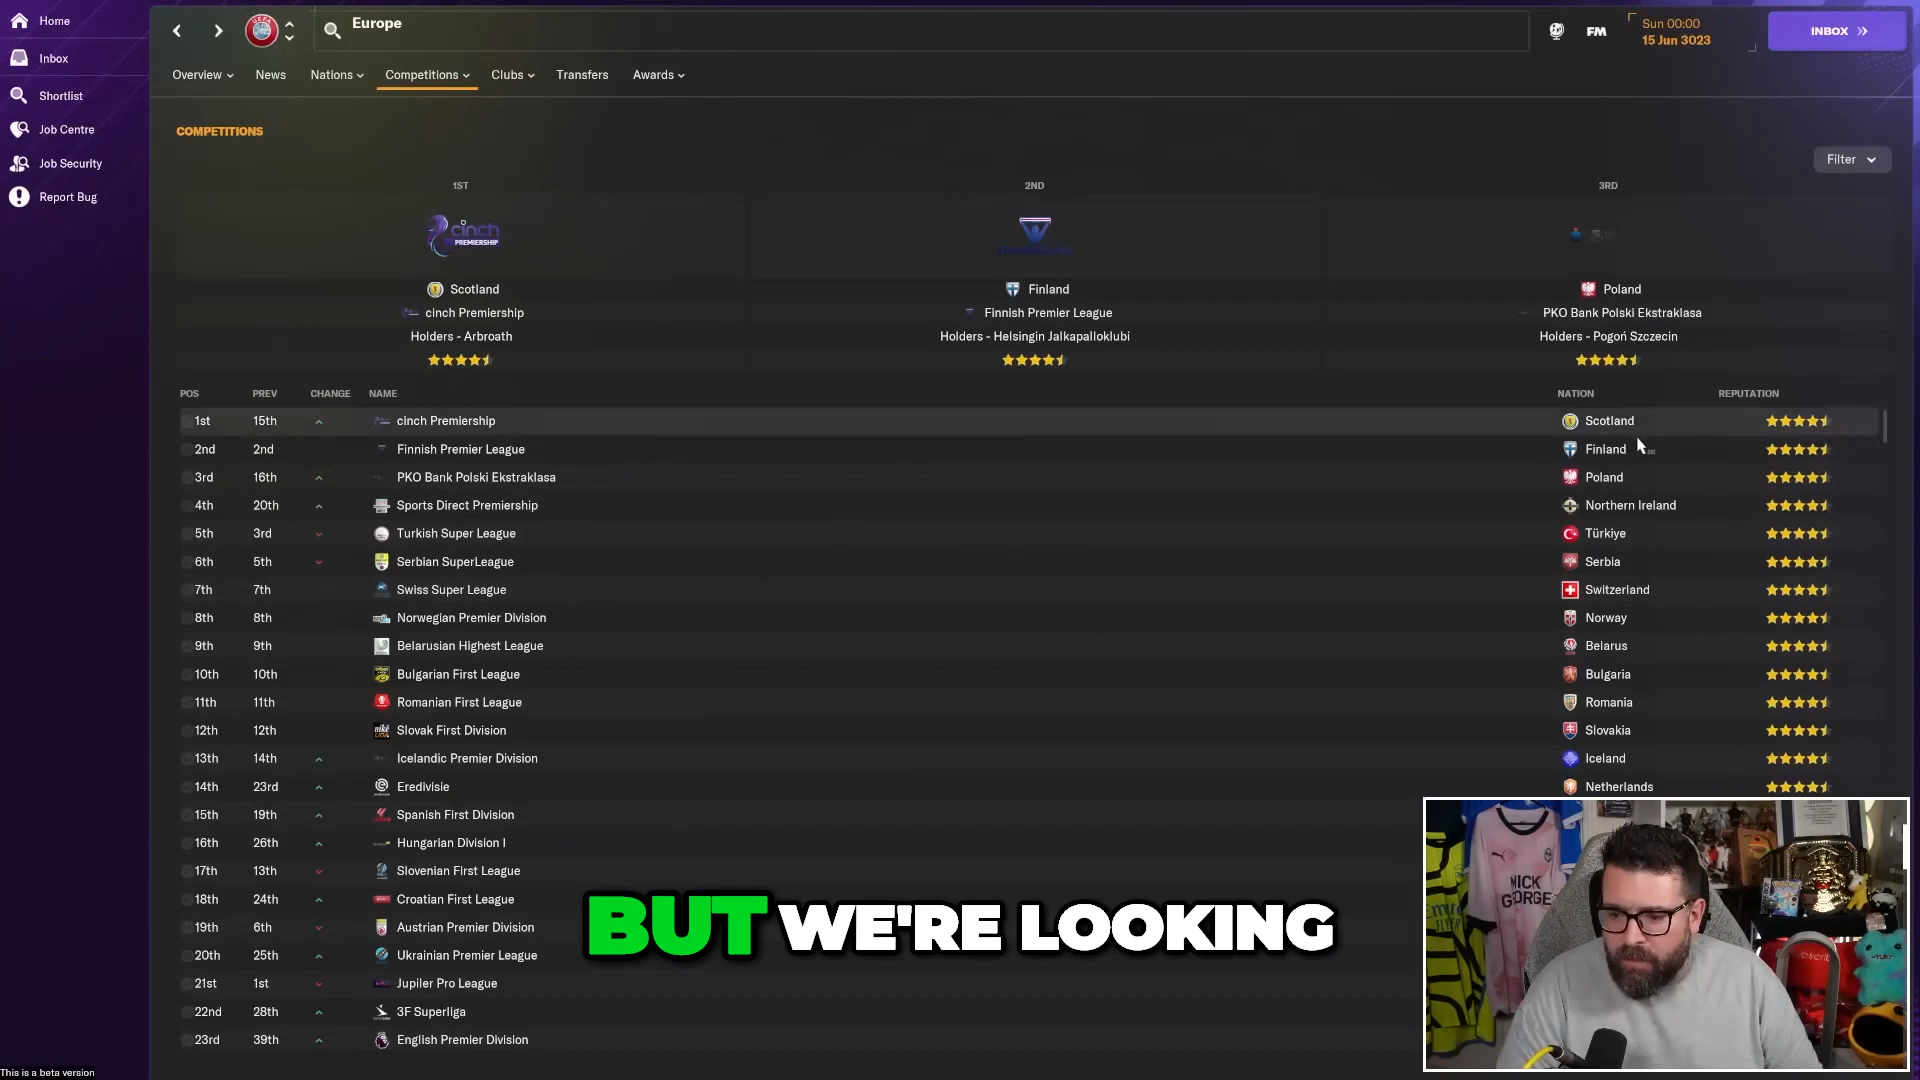 Home
Europe
Sun 00:00
15 Jun 3023
FM
INBOX
Inbox
Overview
News
Nations
Competitions
Clubs
Transfers
Awards
Shortlist
Job Centre
Job Security
Report Bug
COMPETITIONS
Filter
1ST
2ND
3RD
cinch
PREMIERSHIP
Scotland
Finland
Poland
cinch Premiership
Finnish Premier League
PKO Bank Polski Ekstraklasa
Holders - Arbroath
Holders - Helsingin Jalkapalloklubi
Holders - Pogoń Szczecin
POS PREV CHANGE NAME NATION REPUTATION
1st 15th cinch Premiership Scotland
2nd 2nd Finnish Premier League Finland
3rd 16th PKO Bank Polski Ekstraklasa Poland
4th 20th Sports Direct Premiership Northern Ireland
5th 3rd Turkish Super League Türkiye
6th 5th Serbian SuperLeague Serbia
7th 7th Swiss Super League Switzerland
8th 8th Norwegian Premier Division Norway
9th 9th Belarusian Highest League Belarus
10th 10th Bulgarian First League Bulgaria
11th 11th Romanian First League Romania
12th 12th Slovak First Division Slovakia
13th 14th Icelandic Premier Division Iceland
14th 23rd Eredivisie Netherlands
15th 19th Spanish First Division
16th 26th Hungarian Division I
17th 13th Slovenian First League
18th 24th Croatian First League
19th 6th Austrian Premier Division
20th 25th Ukrainian Premier League
21st 1st Jupiler Pro League
22nd 28th 3F Superliga
23rd 39th English Premier Division
BUT WE'RE LOOKING
NICK
GEORGE
This is a beta version